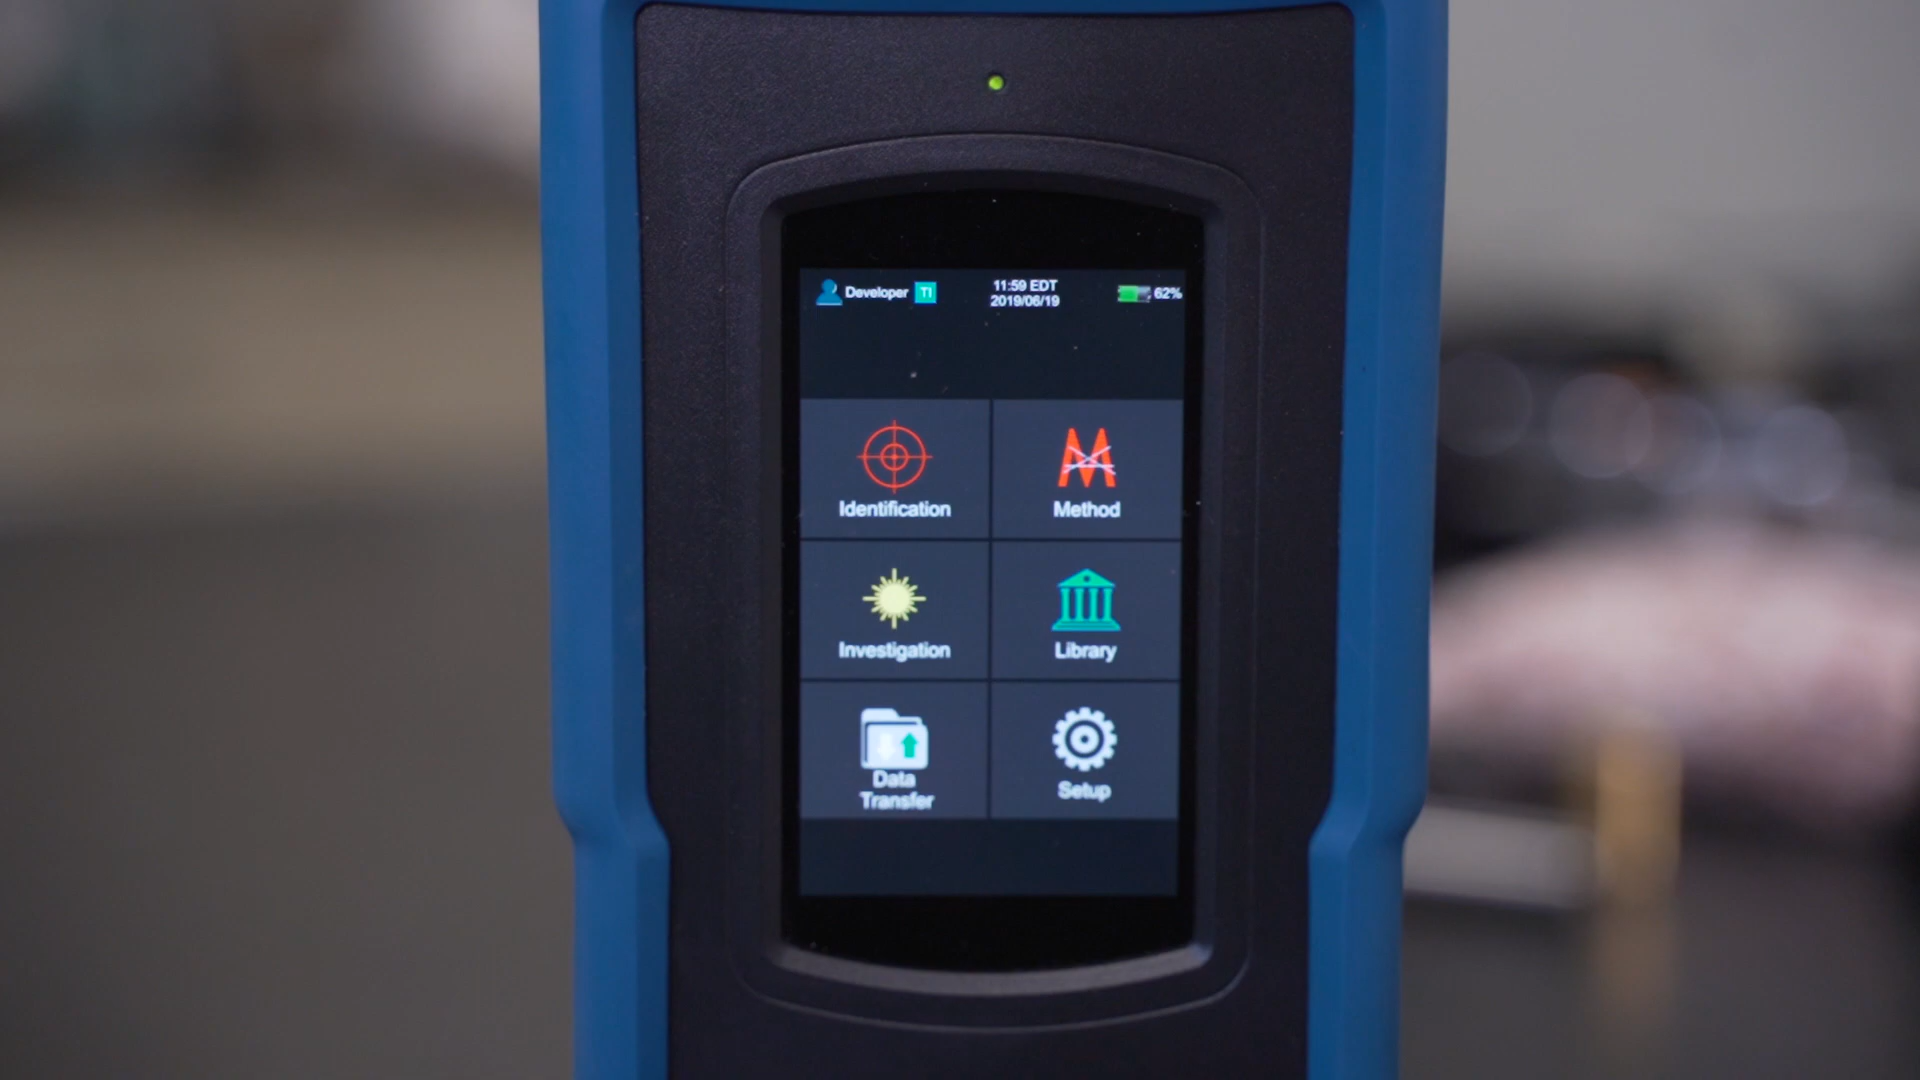 Developer TI
11:59 EDT
2019/06/19
62%
Identification
Method
Investigation
Library
Data
Transfer
Setup